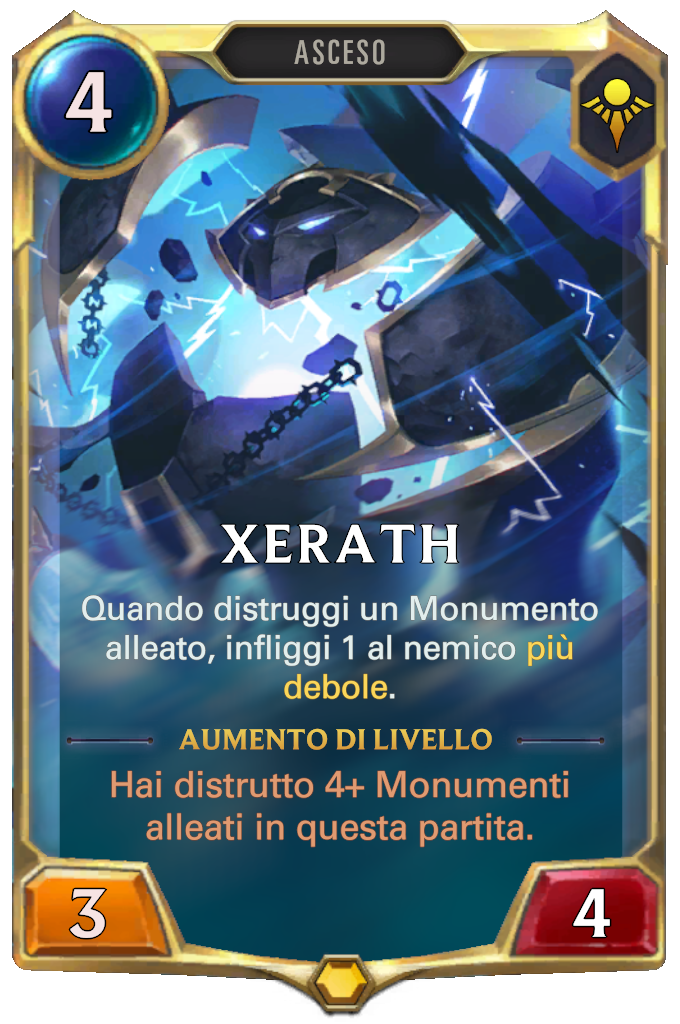 ASCESO
4
XERATH
Quando distruggi un Monumento
alleato, infliggi 1 al nemico più
debole.
AUMENTO DI LIVELLO
Hai distrutto 4+ Monumenti
alleati in questa partita.
3
4